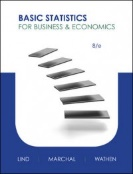 BASIC STATISTICS
FOR BUSINESS & ECONOMICS
8/e
LIND MARCHAL WATHEN